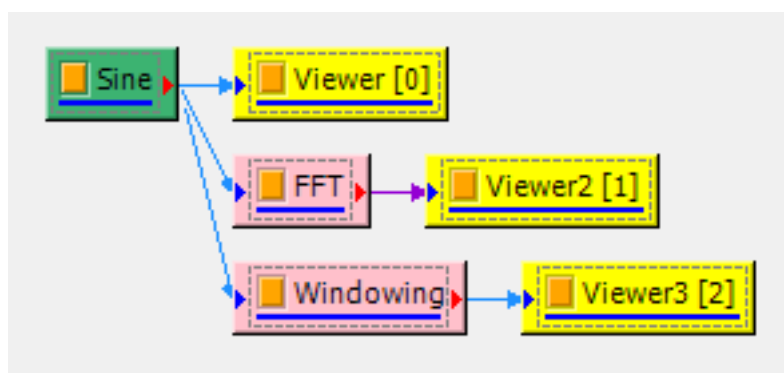 Sine
Viewer [0]
FFT
Viewer2 [1]
Windowing
Viewer3 [2]